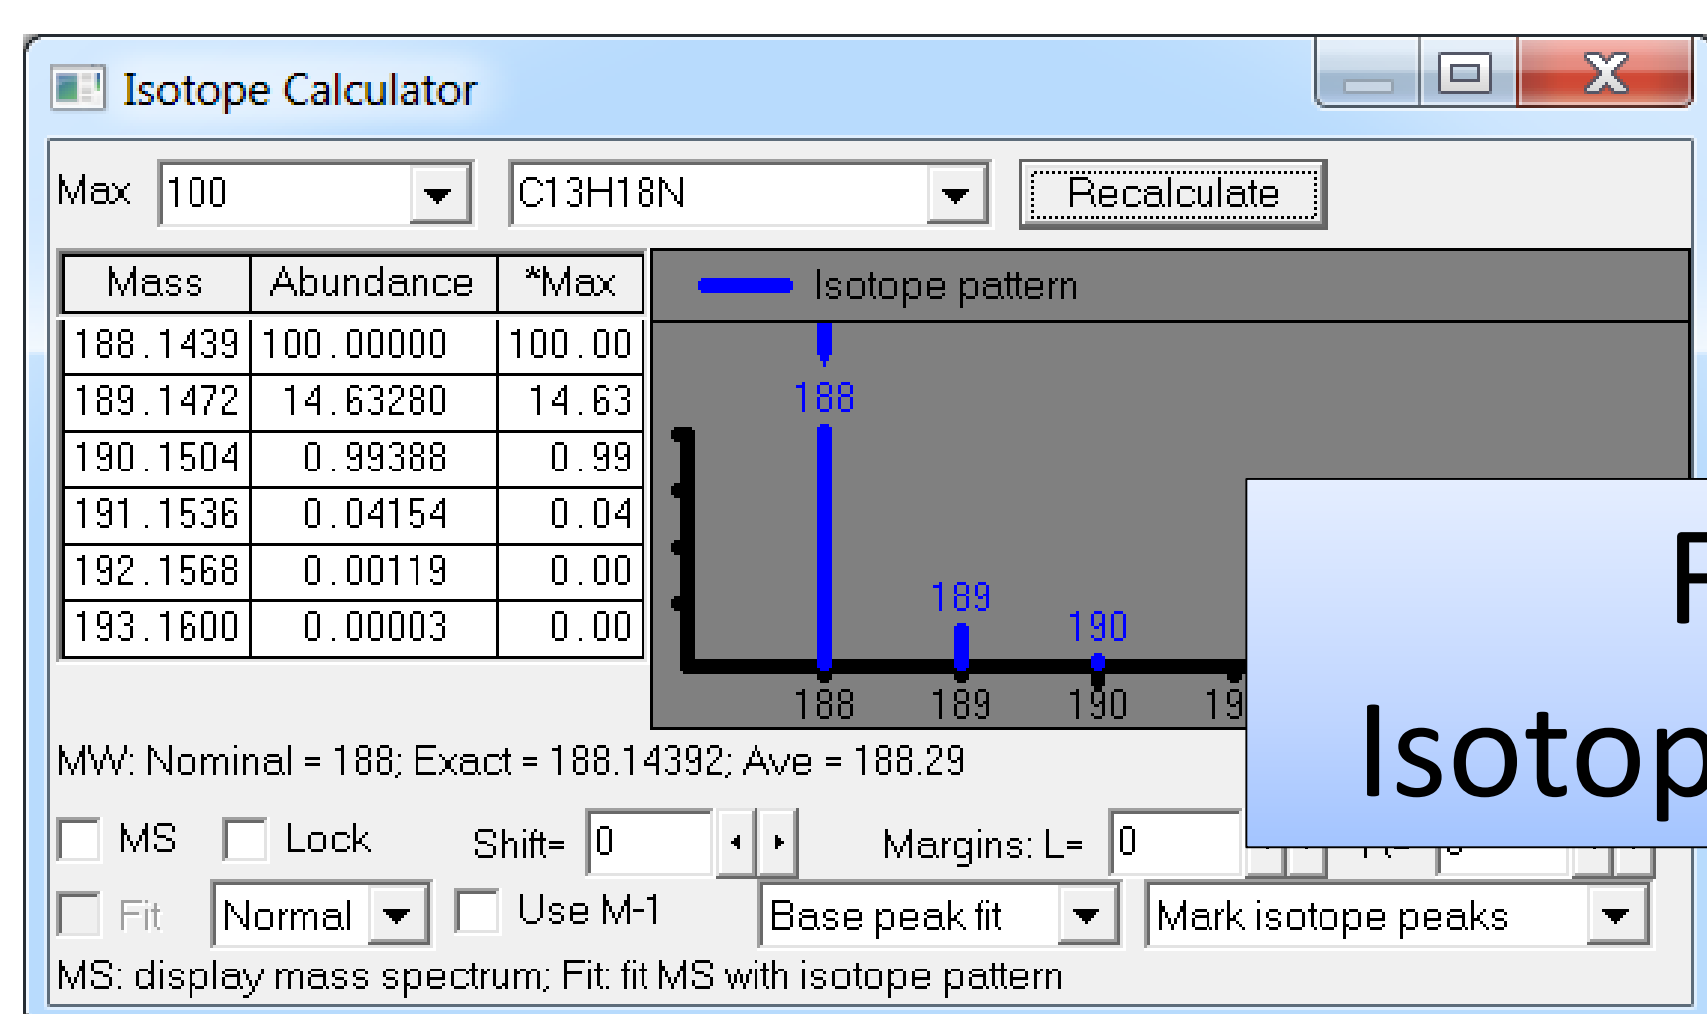 Isotope Calculator
Max 100 C13H18N Recalculate
Mass Abundance *Max
188.1439 100.00000 100.00
189.1472 14.63280 14.63
190.1504 0.99388 0.99
191.1536 0.04154 0.04
192.1568 0.00119 0.00
193.1600 0.00003 0.00
Isotope pattern
188
189
190
188 189 190
MW: Nominal = 188; Exact = 188.14392; Ave = 188.29
MS Lock Shift= 0 Margins: L= 0
Fit Normal Use M-1 Base peak fit Mark isotope peaks
MS: display mass spectrum; Fit: fit MS with isotope pattern